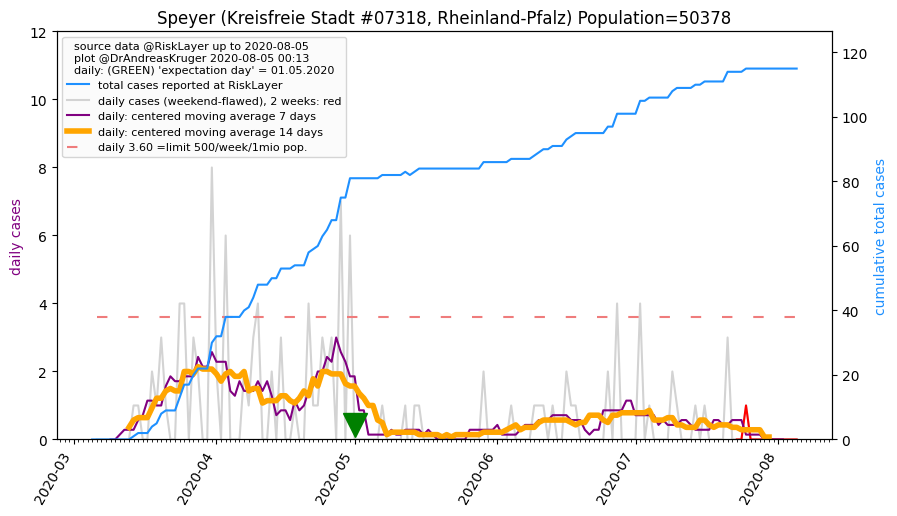 Speyer (Kreisfreie Stadt #07318, Rheinland-Pfalz) Population=50378
source data @RiskLayer up to 2020-08-05
plot @DrAndreasKruger 2020-08-05 00:13
daily: (GREEN) 'expectation day' = 01.05.2020
total cases reported at RiskLayer
daily cases (weekend-flawed), 2 weeks: red
daily: centered moving average 7 days
daily: centered moving average 14 days
daily 3.60 =limit 500/week/1mio pop.
daily cases
12
10
8
6
4
2
0
cumulative total cases
120
100
80
60
40
20
0
2020-03
2020-04
2020-05
2020-06
2020-07
2020-08